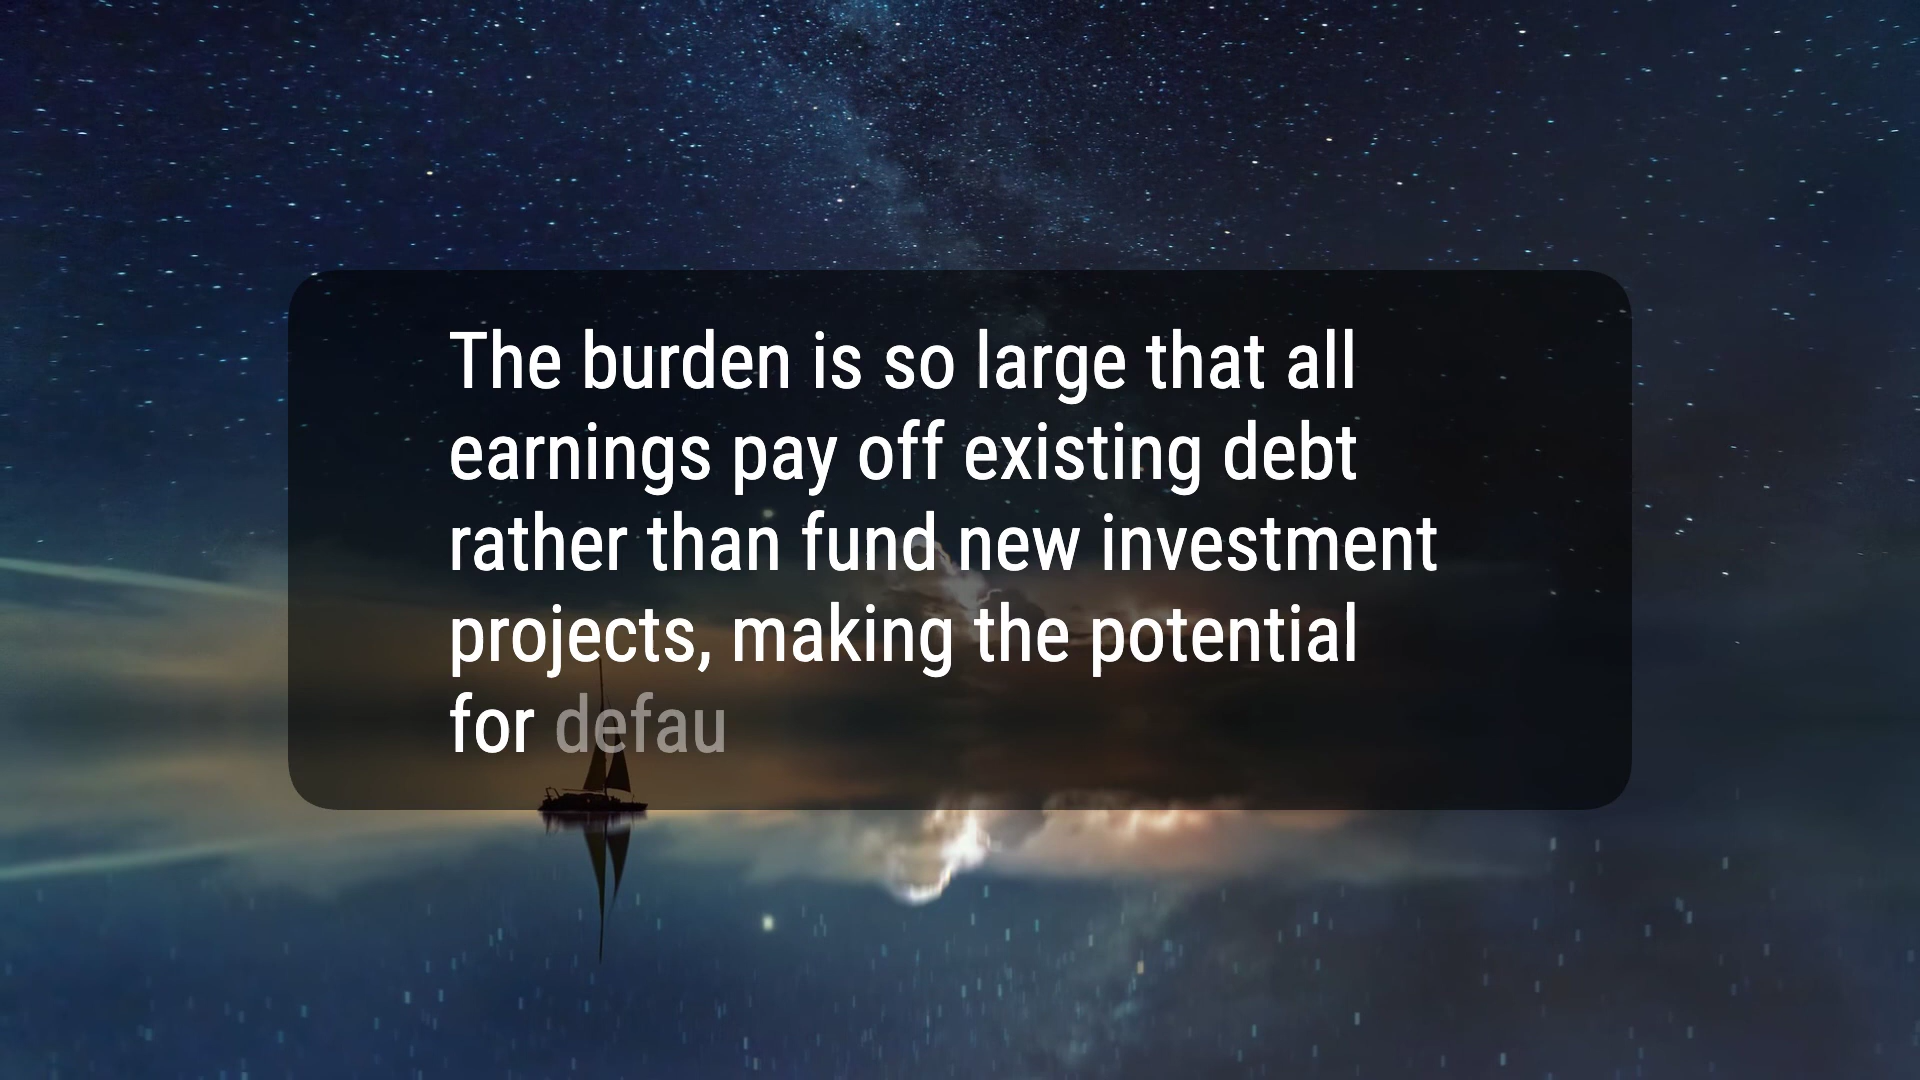 The burden is so large that all
earnings pay off existing debt
rather than fund new investment
projects, making the potential
for defau